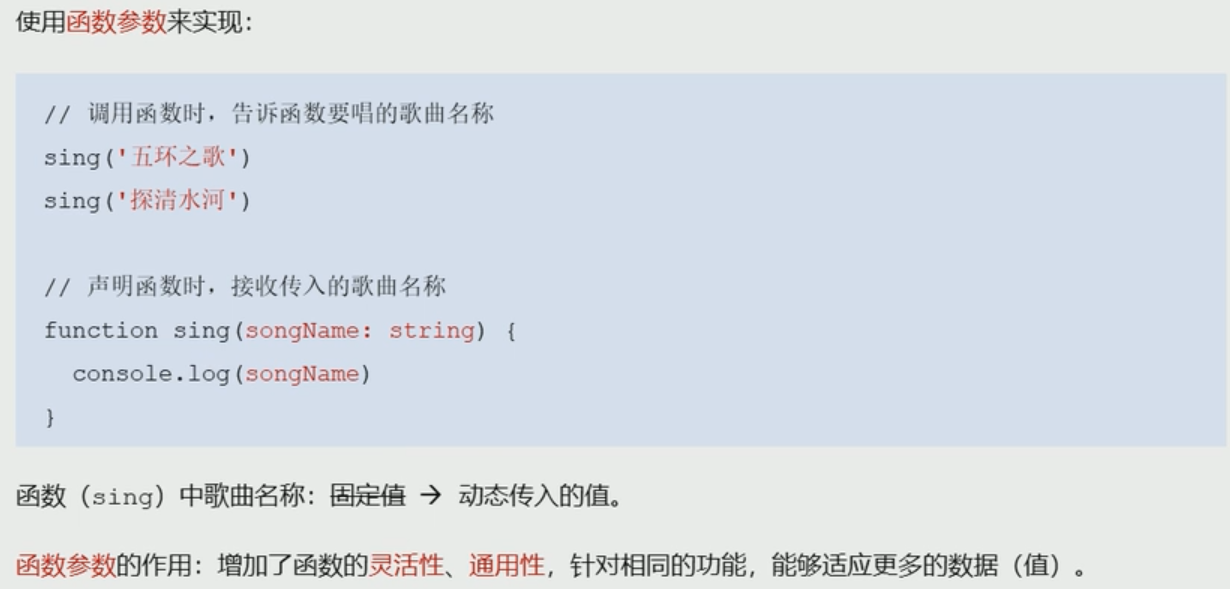 使用函数参数来实现：
// 调用函数时，告诉函数要唱的歌曲名称
sing('五环之歌')
sing('探清水河')
// 声明函数时，接收传入的歌曲名称
function sing(songName: string) {
  console.log(songName)
}
函数（sing）中歌曲名称：固定值 → 动态传入的值。
函数参数的作用：增加了函数的灵活性、通用性，针对相同的功能，能够适应更多的数据（值）。